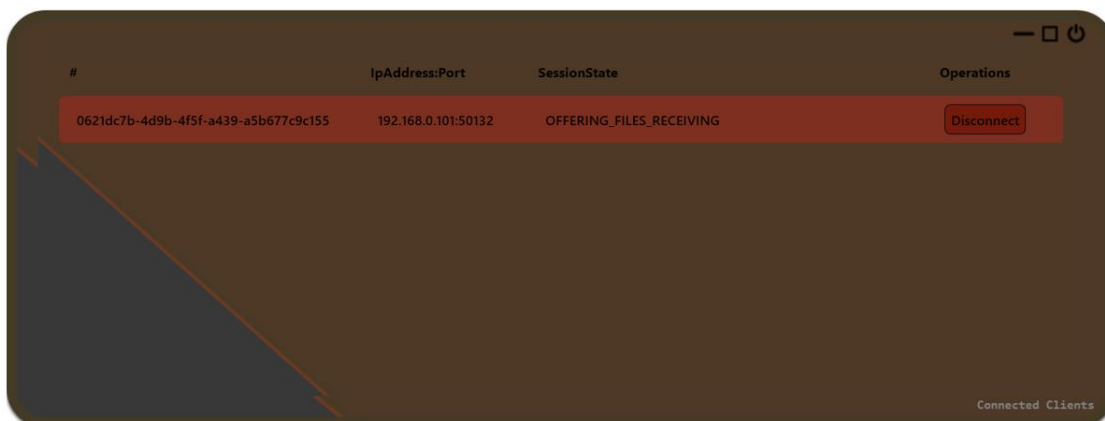 # IpAddress:Port SessionState Operations
0621dc7b-4d9b-4f5f-a439-a5b677c9c155 192.168.0.101:50132 OFFERING_FILES_RECEIVING Disconnect
Connected Clients